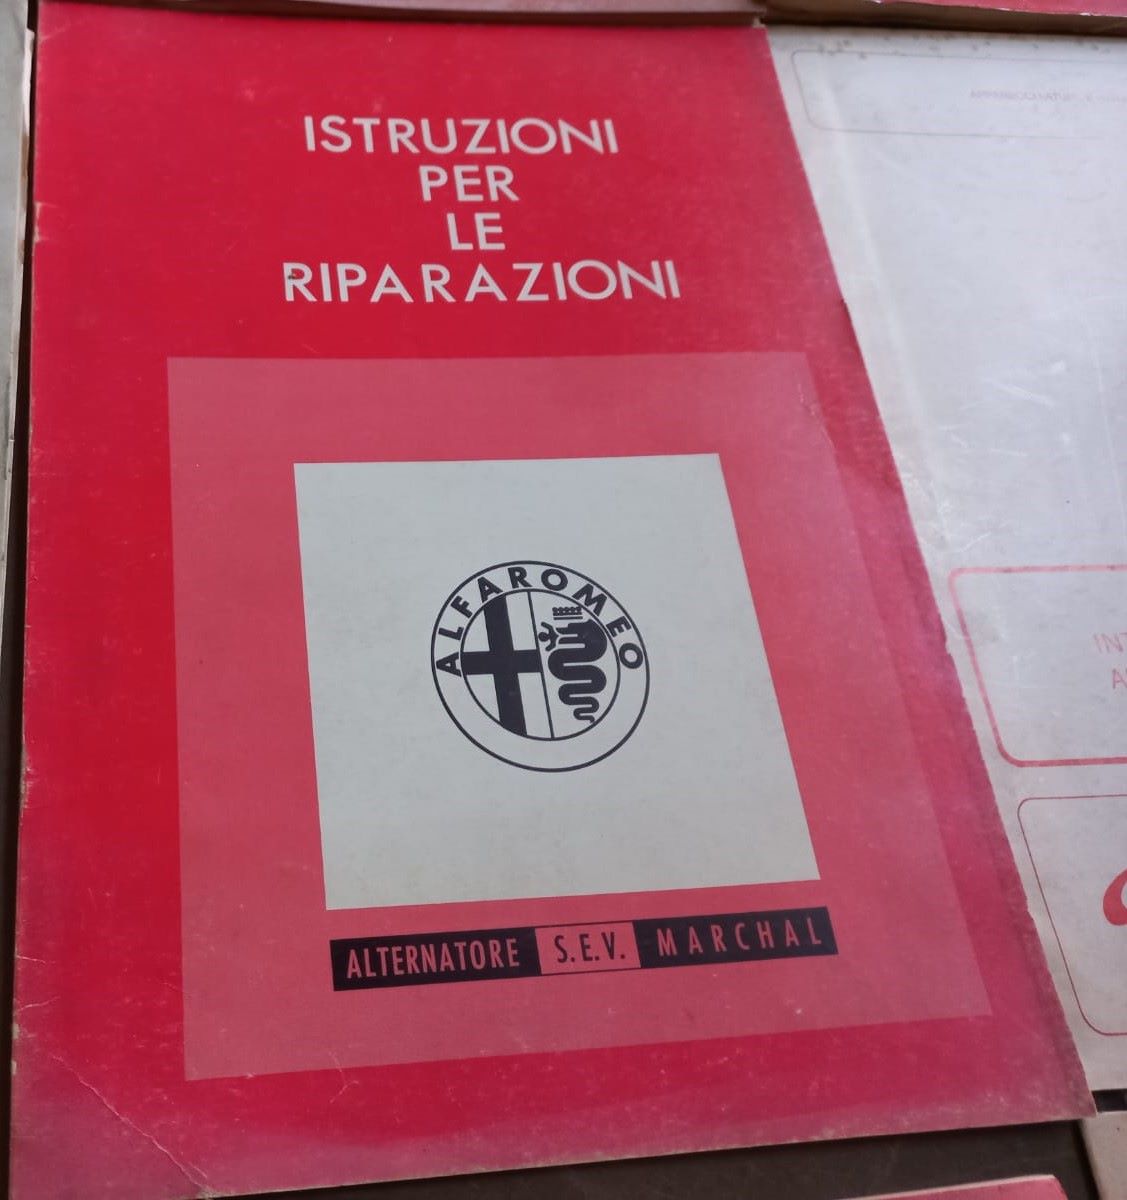 ISTRUZIONI
PER
LE
RIPARAZIONI
ALFA ROMEO
ALTERNATORE S.E.V. MARCHAL